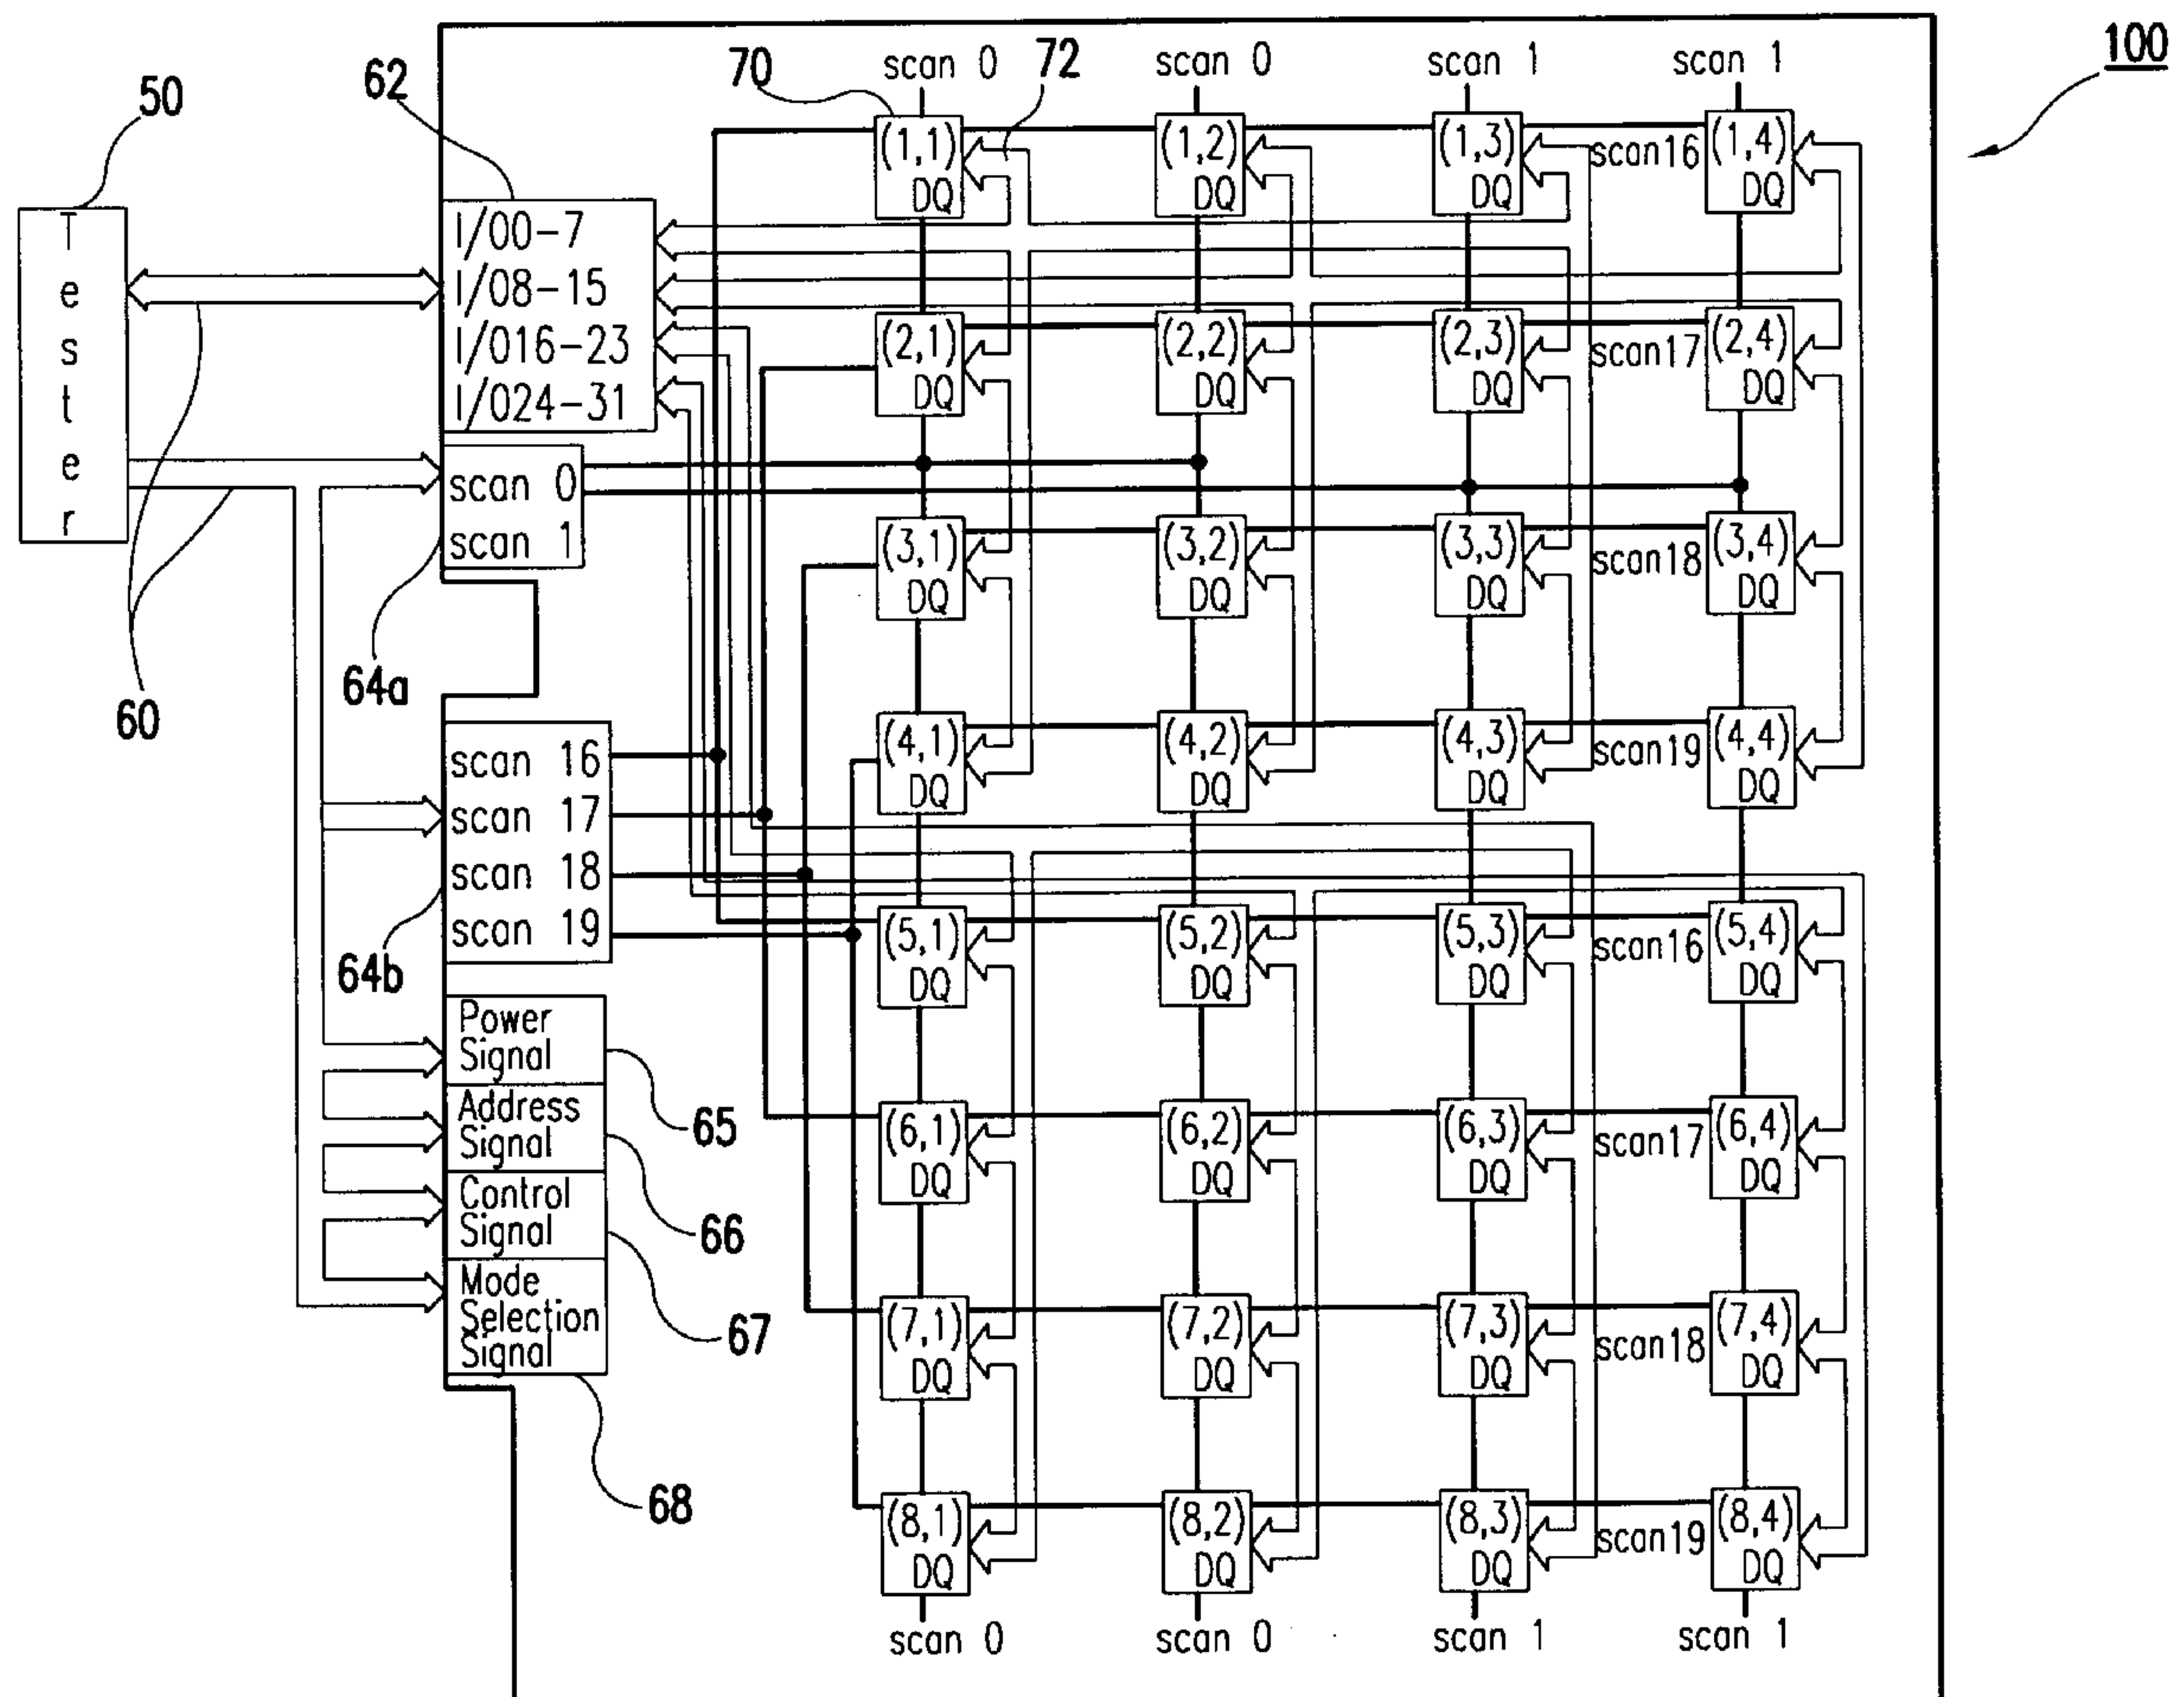 100
scan 0
72
scan 0
scan 1
scan 1
70
62
50
(1,1)
DQ
(1,2)
DQ
(1,3)
DQ
scan16
(1,4)
DQ
Tester
I/00-7
I/08-15
I/016-23
I/024-31
(2,1)
DQ
(2,2)
DQ
(2,3)
DQ
scan17
(2,4)
DQ
scan 0
scan 1
(3,1)
DQ
(3,2)
DQ
(3,3)
DQ
scan18
(3,4)
DQ
64a
60
(4,1)
DQ
(4,2)
DQ
(4,3)
DQ
scan19
(4,4)
DQ
scan 16
scan 17
scan 18
scan 19
64b
(5,1)
DQ
(5,2)
DQ
(5,3)
DQ
scan16
(5,4)
DQ
Power
Signal
65
Address
Signal
66
(6,1)
DQ
(6,2)
DQ
(6,3)
DQ
scan17
(6,4)
DQ
Control
Signal
67
Mode
Selection
Signal
68
(7,1)
DQ
(7,2)
DQ
(7,3)
DQ
scan18
(7,4)
DQ
(8,1)
DQ
(8,2)
DQ
(8,3)
DQ
scan19
(8,4)
DQ
scan 0
scan 0
scan 1
scan 1